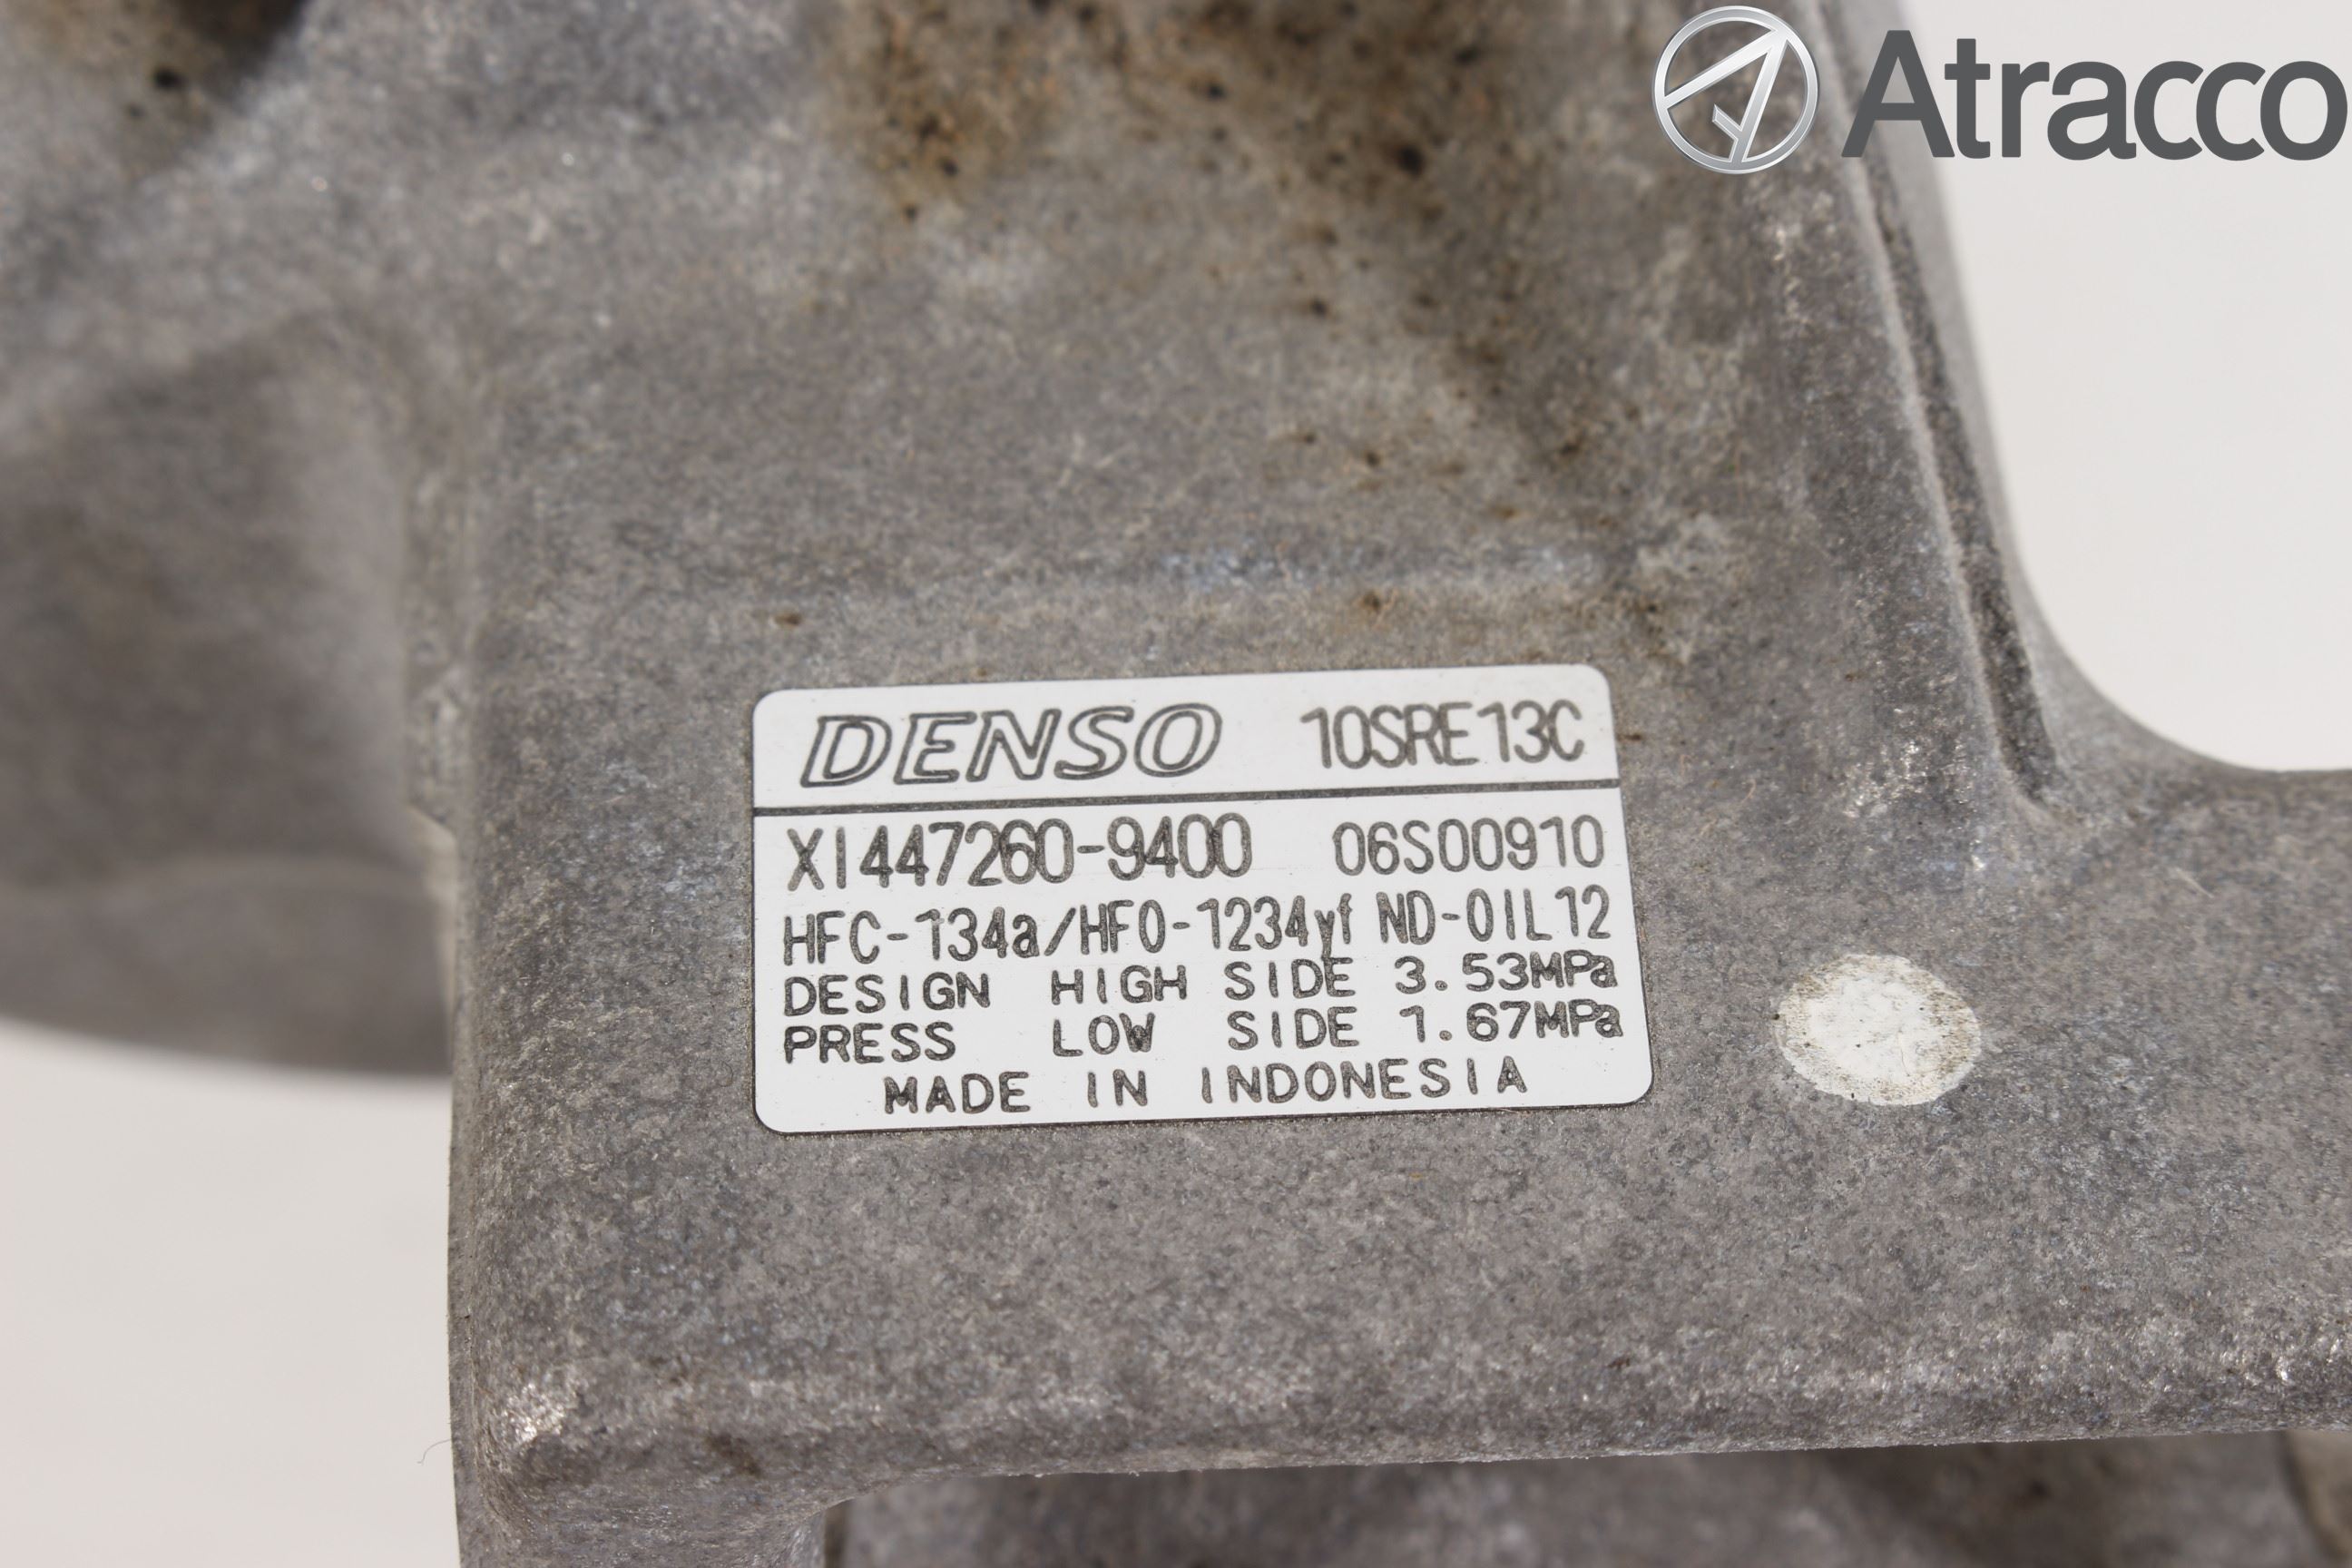 Atracco
DENSO 10SRE13C
XI447260-9400 06S00910
HFC-134a/HFO-1234yf ND-OIL12
DESIGN HIGH SIDE 3.53MPa
PRESS LOW SIDE 1.67MPa
MADE IN INDONESIA